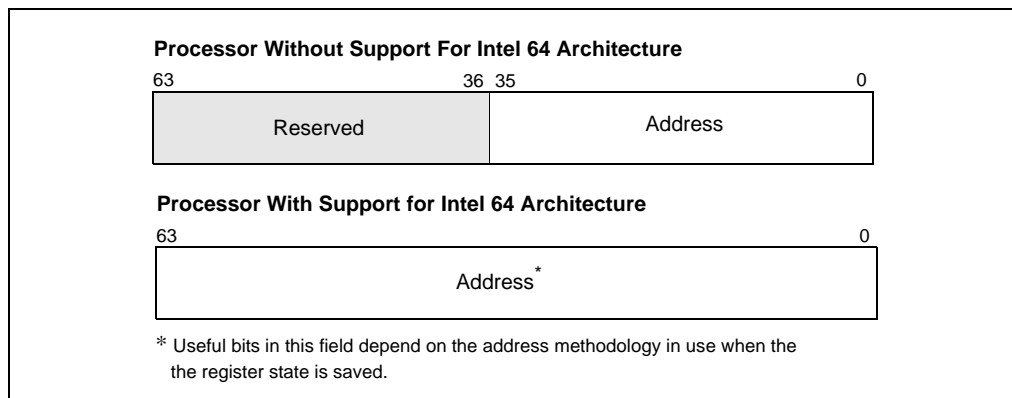 Processor Without Support For Intel 64 Architecture
63 36 35 0
Reserved Address
Processor With Support for Intel 64 Architecture
63 0
Address*
* Useful bits in this field depend on the address methodology in use when the
the register state is saved.